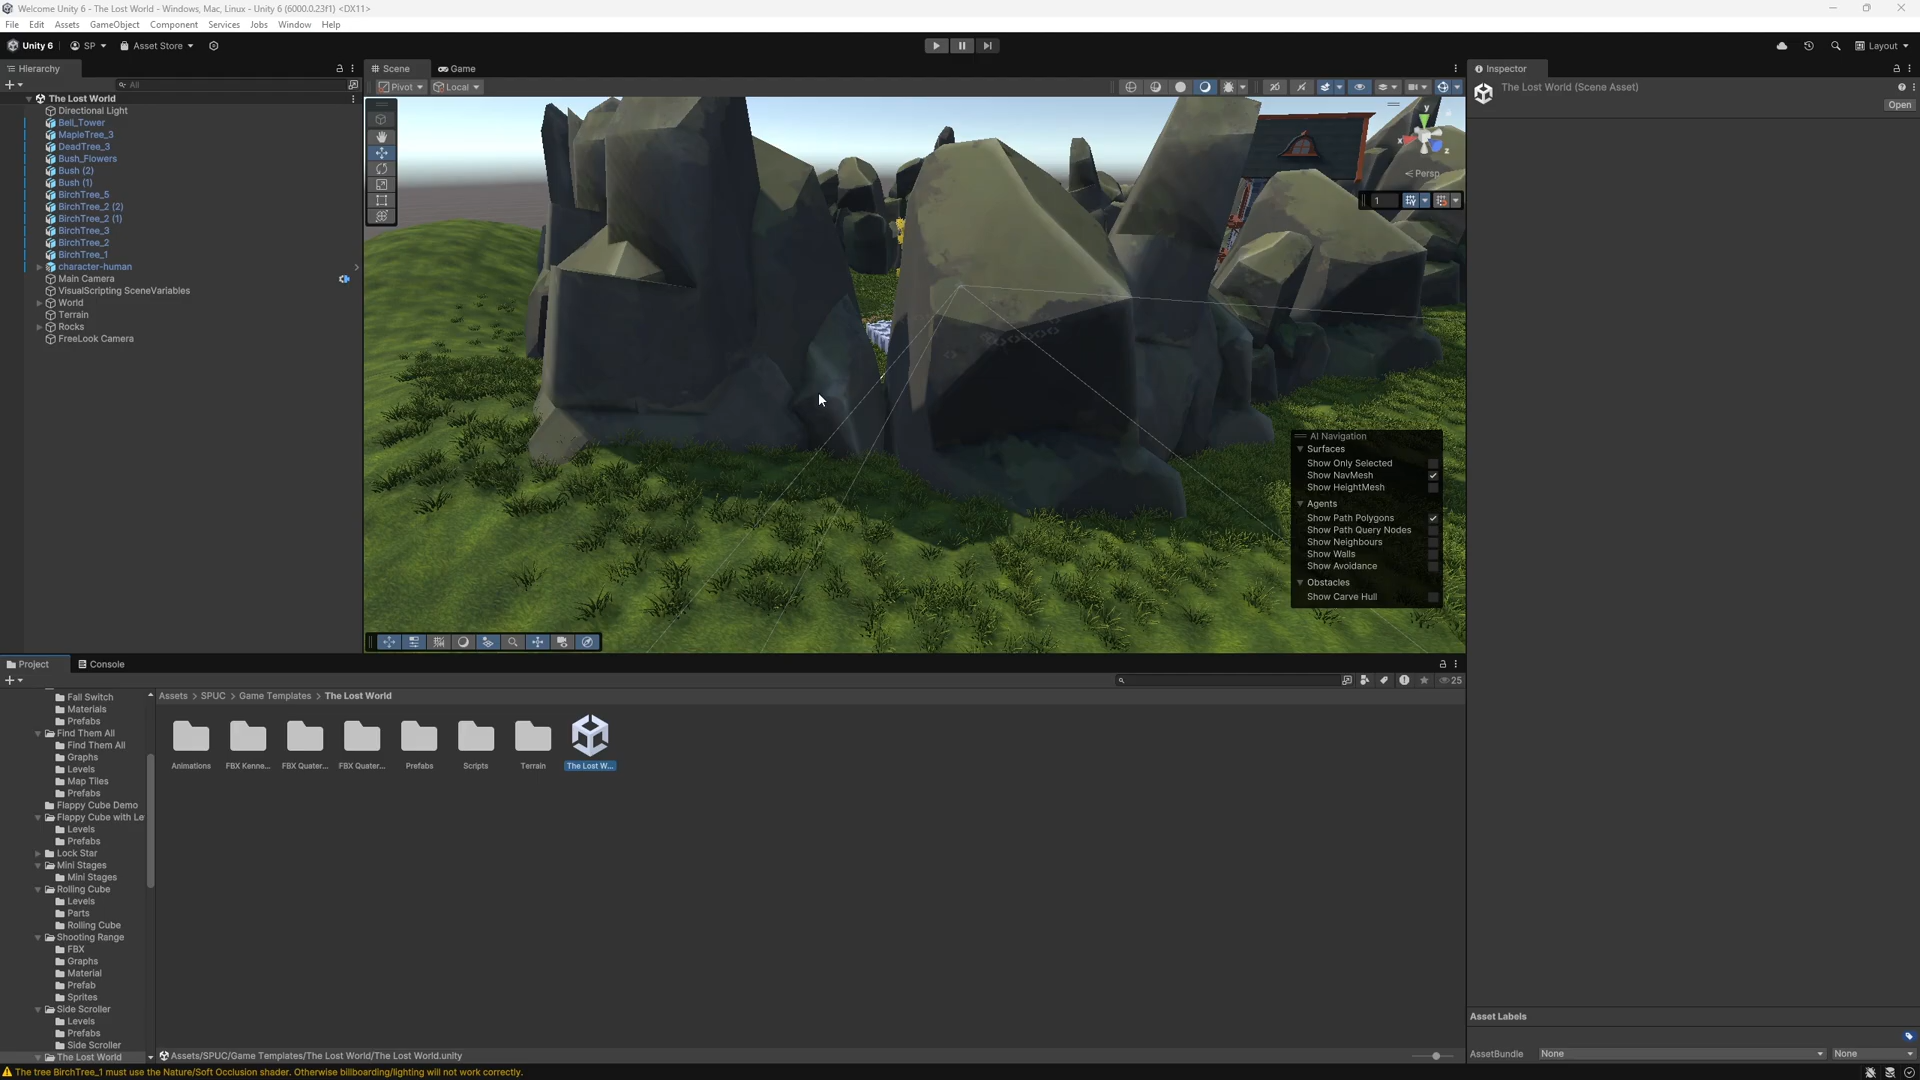 Welcome Unity 6 - The Lost World - Windows, Mac, Linux - Unity 6 (6000.0.23f1) <DX11>
File Edit Assets GameObject Component Services Jobs Window Help
Unity 6 SP Asset Store Layout
Hierarchy
All
The Lost World
Directional Light
Bell_Tower
MapleTree_3
DeadTree_3
Bush_Flowers
Bush (2)
Bush (1)
BirchTree_5
BirchTree_2 (2)
BirchTree_2 (1)
BirchTree_3
BirchTree_2
BirchTree_1
character-human
Main Camera
VisualScripting SceneVariables
World
Terrain
Rocks
FreeLook Camera
Scene Game
Pivot Local
y
x
z
Persp
1
AI Navigation
Surfaces
Show Only Selected
Show NavMesh
Show HeightMesh
Agents
Show Path Polygons
Show Path Query Nodes
Show Neighbours
Show Walls
Show Avoidance
Obstacles
Show Carve Hull
Inspector
The Lost World (Scene Asset)
Open
Project Console
25
Fall Switch
Materials
Prefabs
Find Them All
Find Them All
Graphs
Levels
Map Tiles
Prefabs
Flappy Cube Demo
Flappy Cube with Le
Levels
Prefabs
Lock Star
Mini Stages
Mini Stages
Rolling Cube
Levels
Parts
Rolling Cube
Shooting Range
FBX
Graphs
Material
Prefab
Sprites
Side Scroller
Levels
Prefabs
Side Scroller
The Lost World
Assets > SPUC > Game Templates > The Lost World
Animations FBX Kenne... FBX Quater... FBX Quater... Prefabs Scripts Terrain The Lost W...
Assets/SPUC/Game Templates/The Lost World/The Lost World.unity
Asset Labels
AssetBundle None None
The tree BirchTree_1 must use the Nature/Soft Occlusion shader. Otherwise billboarding/lighting will not work correctly.